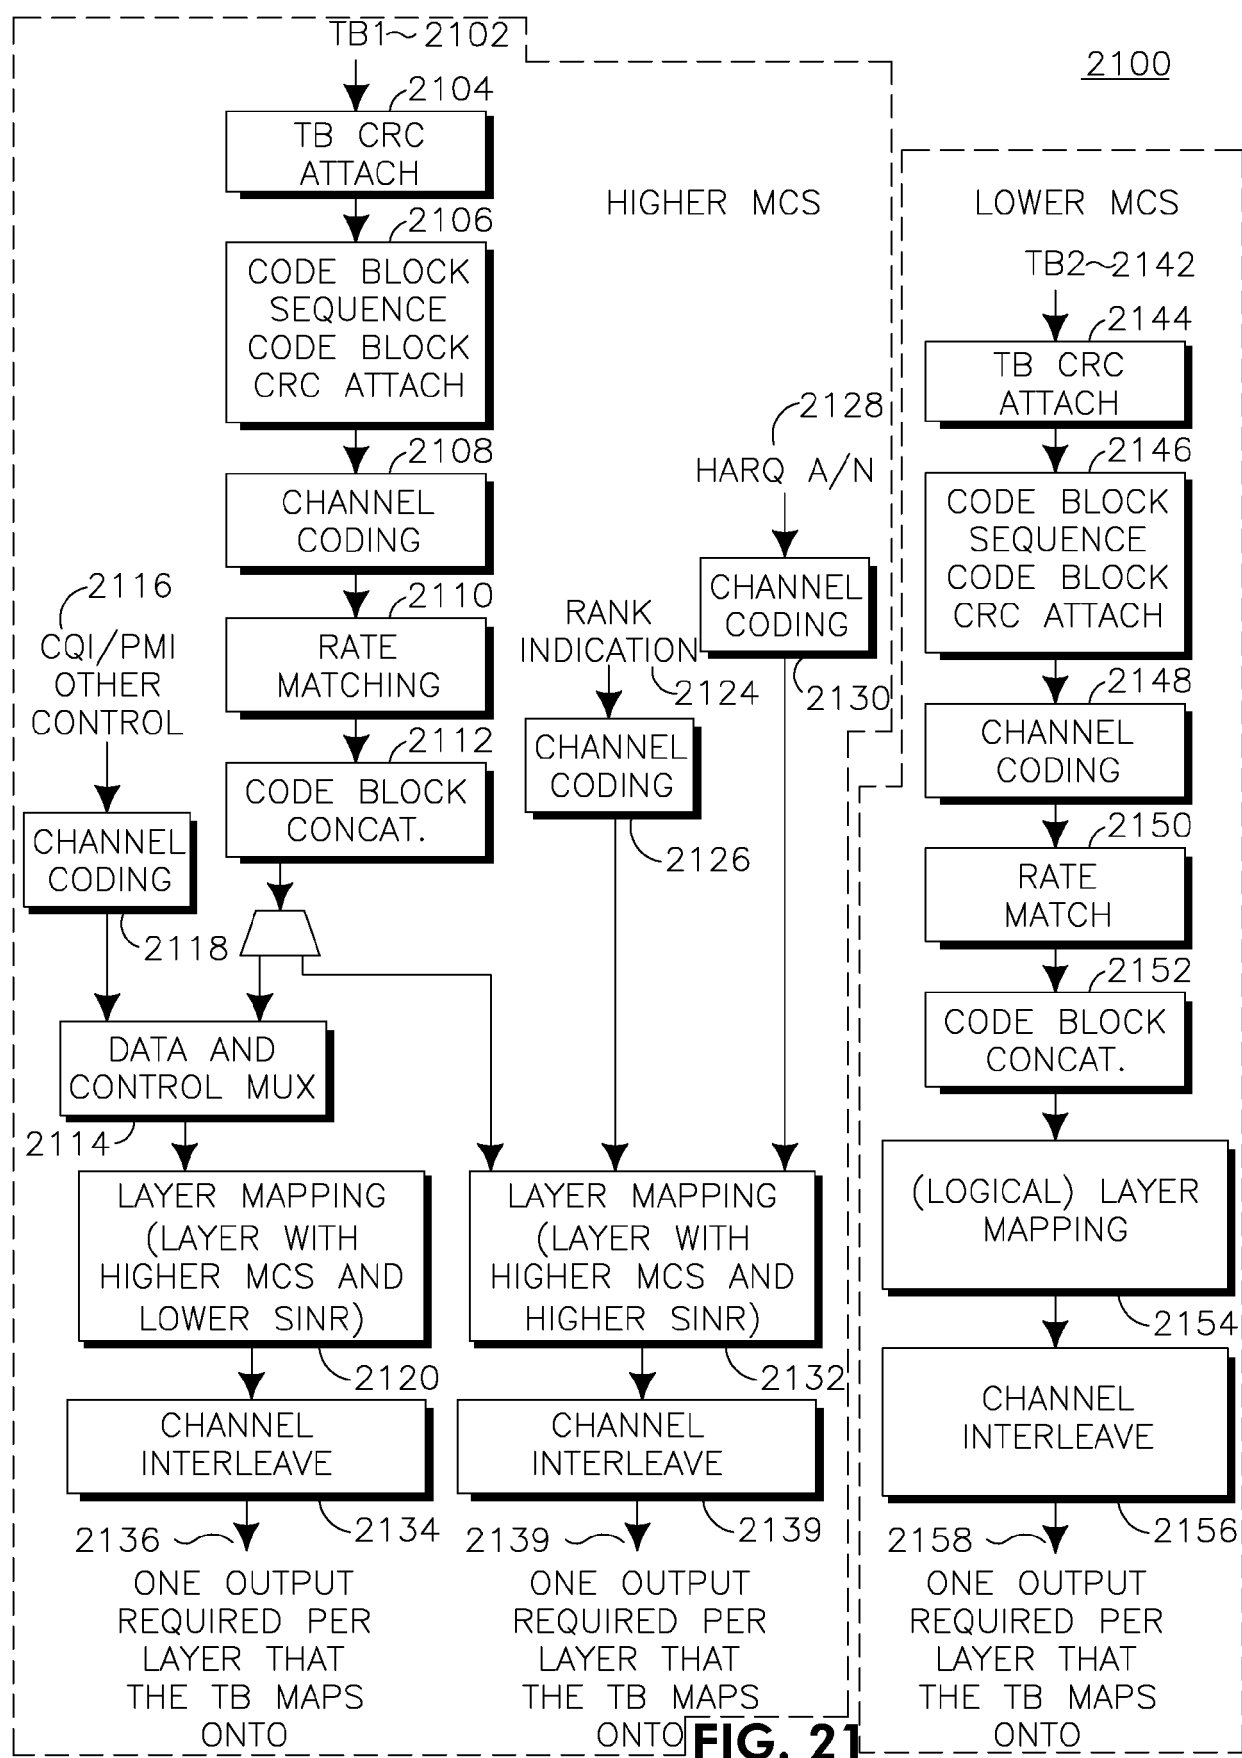 TB1~2102
2100
2104
TB CRC
ATTACH
HIGHER MCS
LOWER MCS
2106
CODE BLOCK
SEQUENCE
CODE BLOCK
CRC ATTACH
TB2~2142
2144
TB CRC
ATTACH
2108
CHANNEL
CODING
2128
HARQ A/N
2146
CODE BLOCK
SEQUENCE
CODE BLOCK
CRC ATTACH
2116
CQI/PMI
OTHER
CONTROL
2110
RATE
MATCHING
RANK
INDICATION
2124
CHANNEL
CODING
2130
2148
CHANNEL
CODING
2112
CODE BLOCK
CONCAT.
CHANNEL
CODING
2126
CHANNEL
CODING
2118
2150
RATE
MATCH
2152
CODE BLOCK
CONCAT.
DATA AND
CONTROL MUX
2114
LAYER MAPPING
(LAYER WITH
HIGHER MCS AND
LOWER SINR)
2120
LAYER MAPPING
(LAYER WITH
HIGHER MCS AND
HIGHER SINR)
2132
(LOGICAL) LAYER
MAPPING
2154
CHANNEL
INTERLEAVE
2134
CHANNEL
INTERLEAVE
2139
CHANNEL
INTERLEAVE
2156
2136
ONE OUTPUT
REQUIRED PER
LAYER THAT
THE TB MAPS
ONTO
2139
ONE OUTPUT
REQUIRED PER
LAYER THAT
THE TB MAPS
ONTO
2158
ONE OUTPUT
REQUIRED PER
LAYER THAT
THE TB MAPS
ONTO
FIG. 21